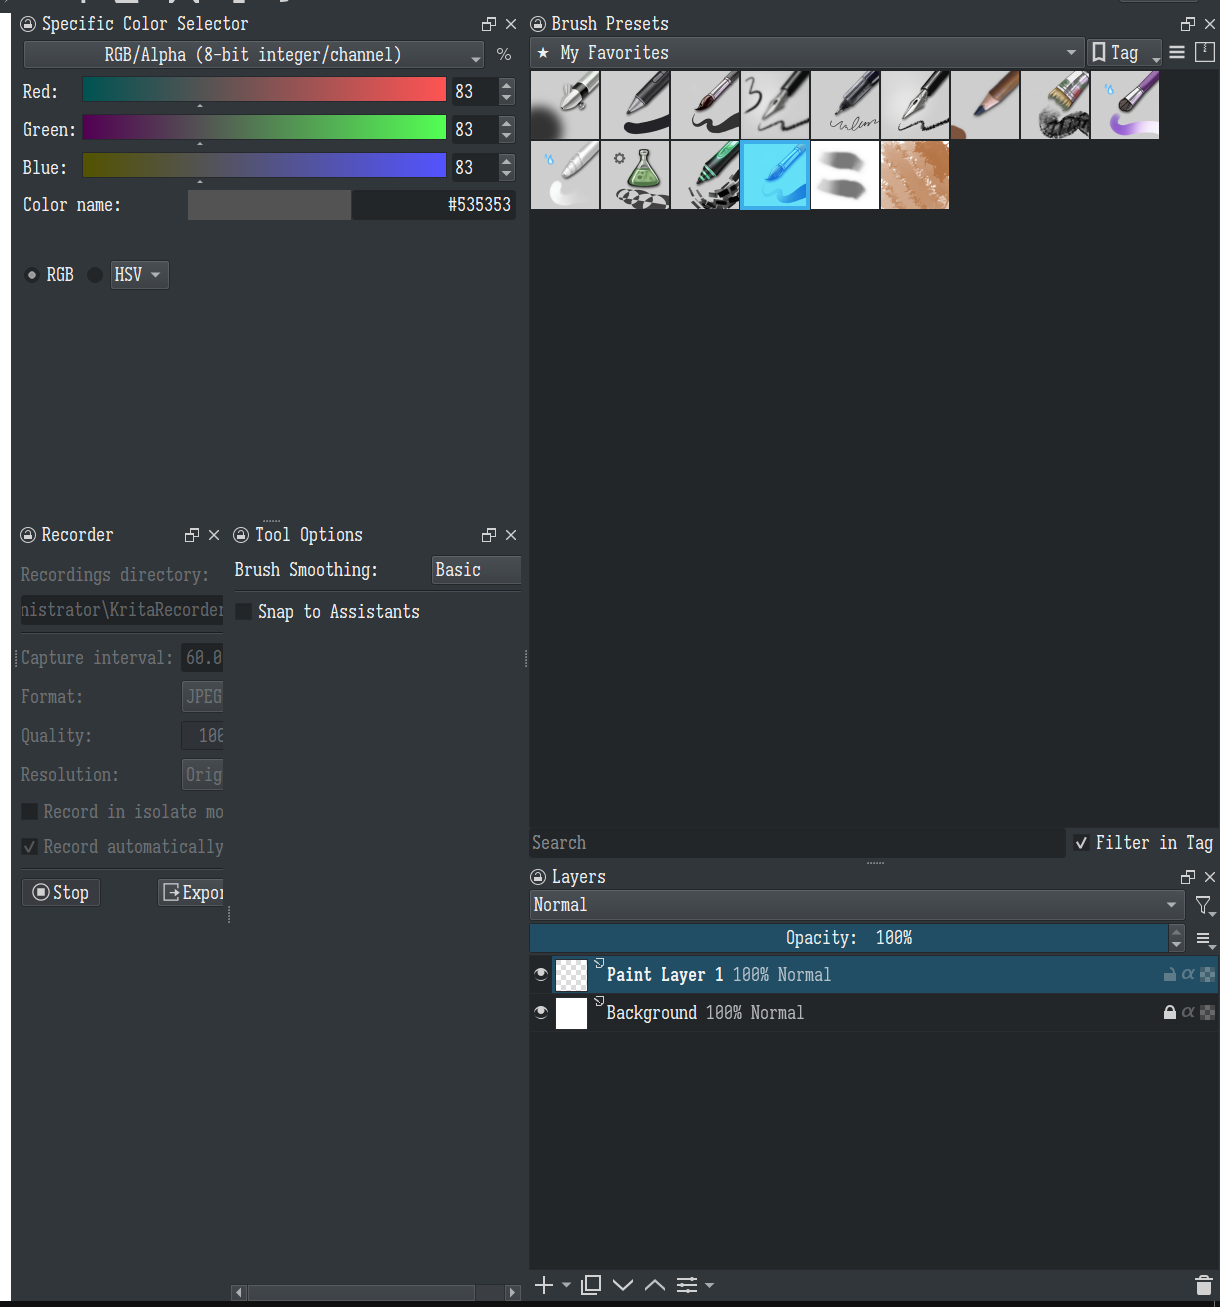 Specific Color Selector
RGB/Alpha (8-bit integer/channel)
%
Red: 83
Green: 83
Blue: 83
Color name: #535353
RGB HSV
Recorder
Recordings directory:
nistrator\KritaRecorder
Capture interval: 60.0
Format: JPEG
Quality: 100
Resolution: Orig
Record in isolate mo
Record automatically
Stop Expor
Tool Options
Brush Smoothing: Basic
Snap to Assistants
Brush Presets
★ My Favorites Tag
Search Filter in Tag
Layers
Normal
Opacity: 100%
Paint Layer 1 100% Normal α
Background 100% Normal α